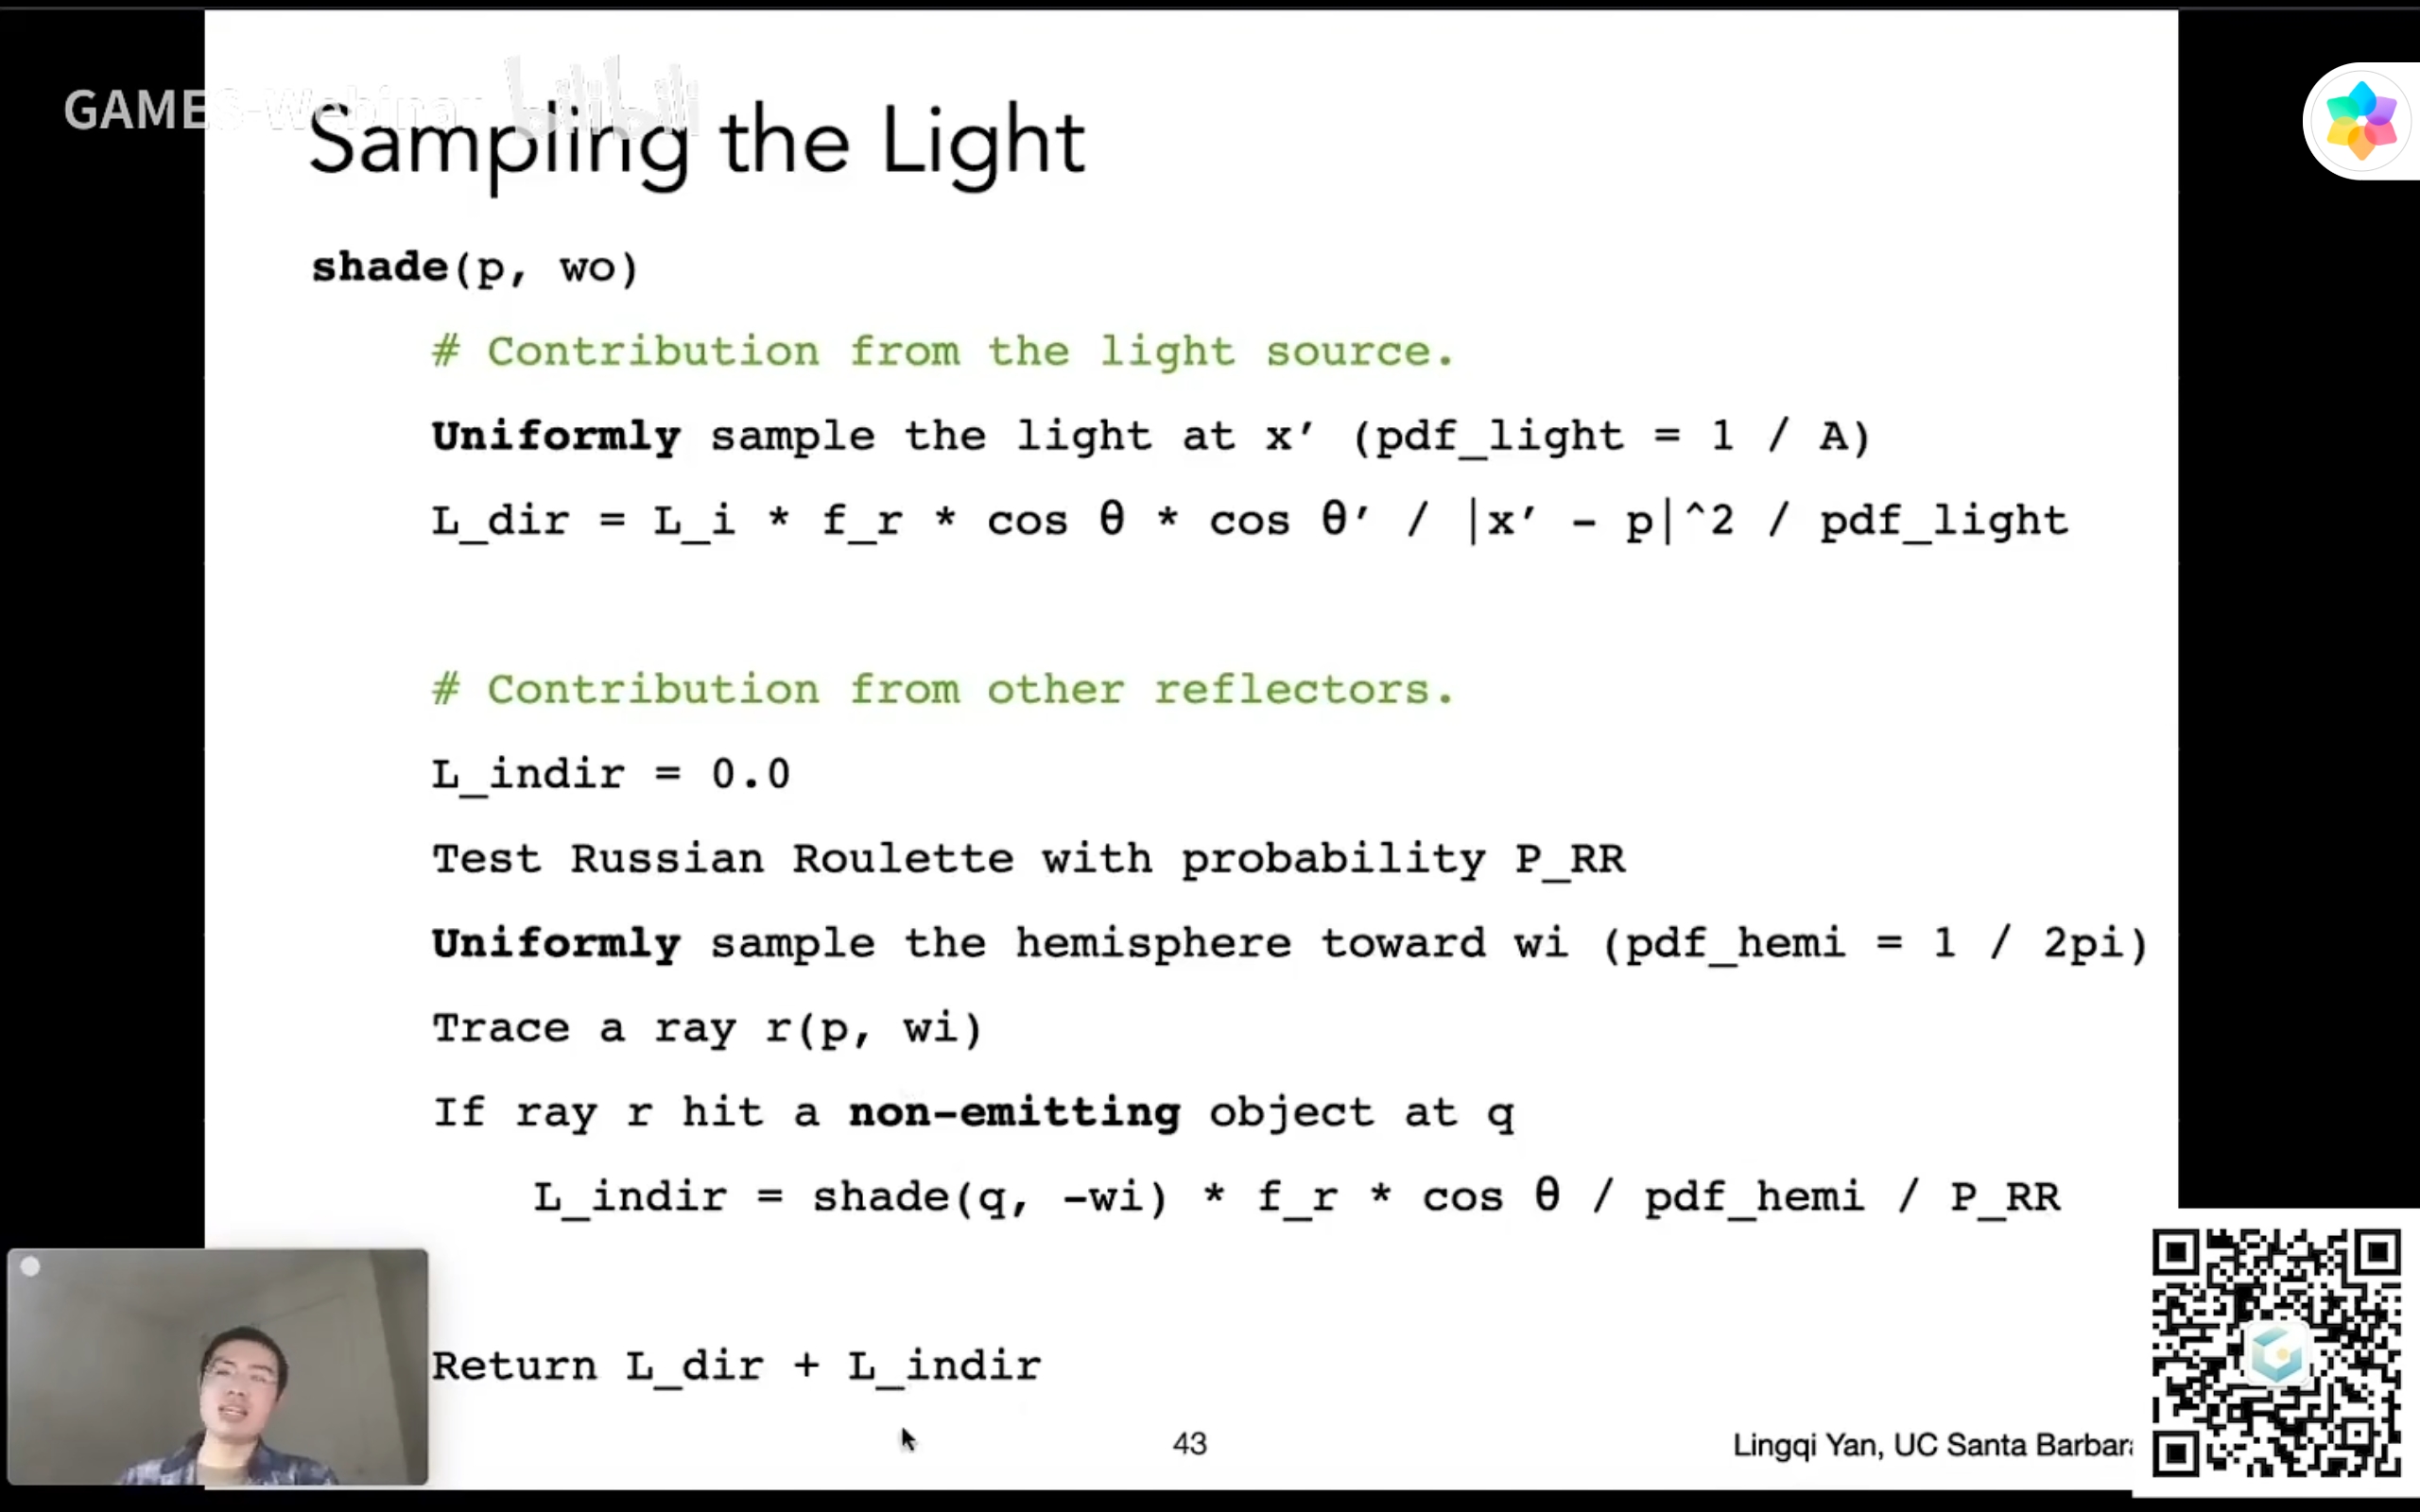 GAMES-Webinar bilibili
Sampling the Light
shade(p, wo)
# Contribution from the light source.
Uniformly sample the light at x′ (pdf_light = 1 / A)
L_dir = L_i * f_r * cos θ * cos θ′ / |x′ - p|^2 / pdf_light
# Contribution from other reflectors.
L_indir = 0.0
Test Russian Roulette with probability P_RR
Uniformly sample the hemisphere toward wi (pdf_hemi = 1 / 2pi)
Trace a ray r(p, wi)
If ray r hit a non-emitting object at q
L_indir = shade(q, -wi) * f_r * cos θ / pdf_hemi / P_RR
Return L_dir + L_indir
43
Lingqi Yan, UC Santa Barbara